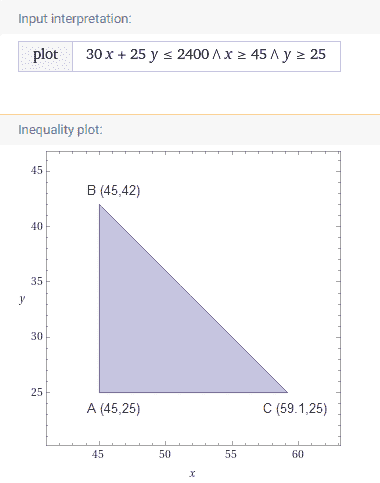 Input interpretation:
plot 30 x + 25 y ≤ 2400 ∧ x ≥ 45 ∧ y ≥ 25
Inequality plot:
45
B (45,42)
40
35
y
30
25
A (45,25) C (59.1,25)
45 50 55 60
x